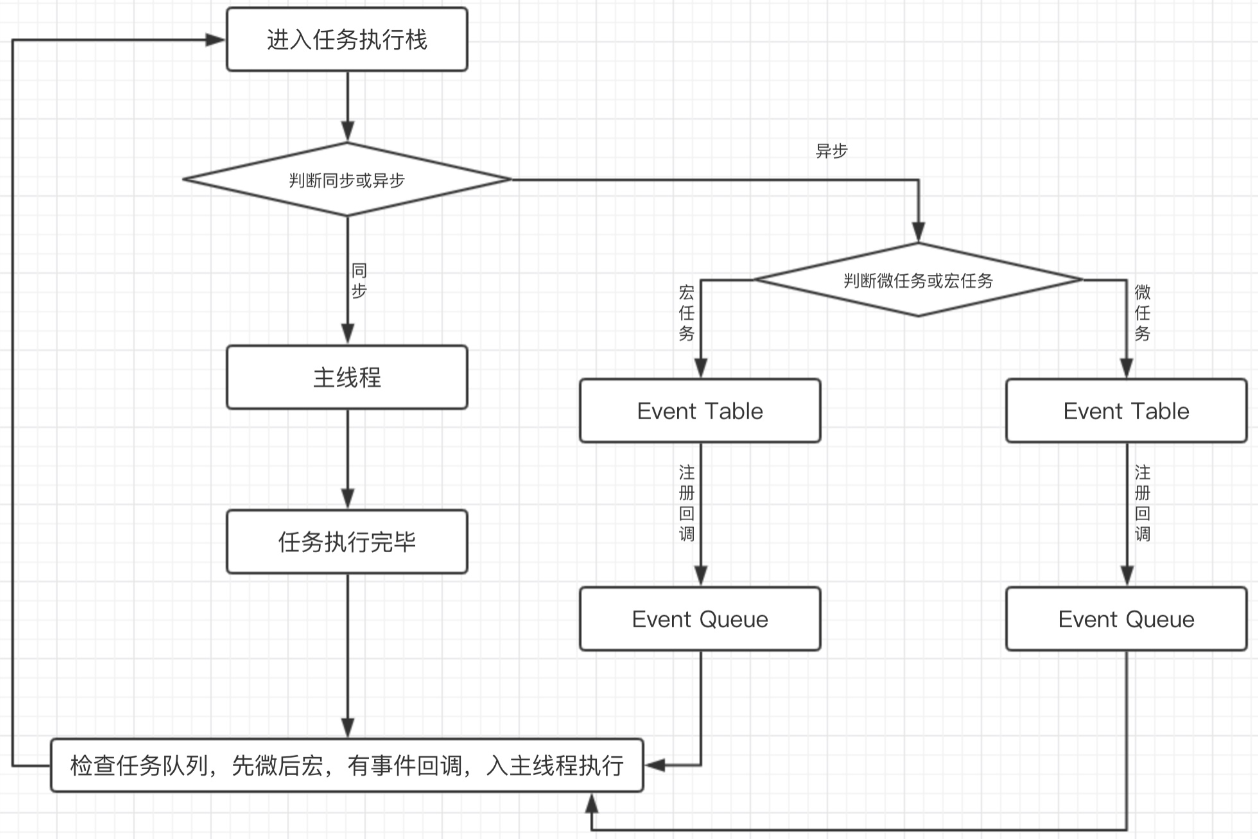 进入任务执行栈
异步
判断同步或异步
同步
判断微任务或宏任务
宏任务
微任务
主线程
Event Table
Event Table
注册回调
注册回调
任务执行完毕
Event Queue
Event Queue
检查任务队列，先微后宏，有事件回调，入主线程执行